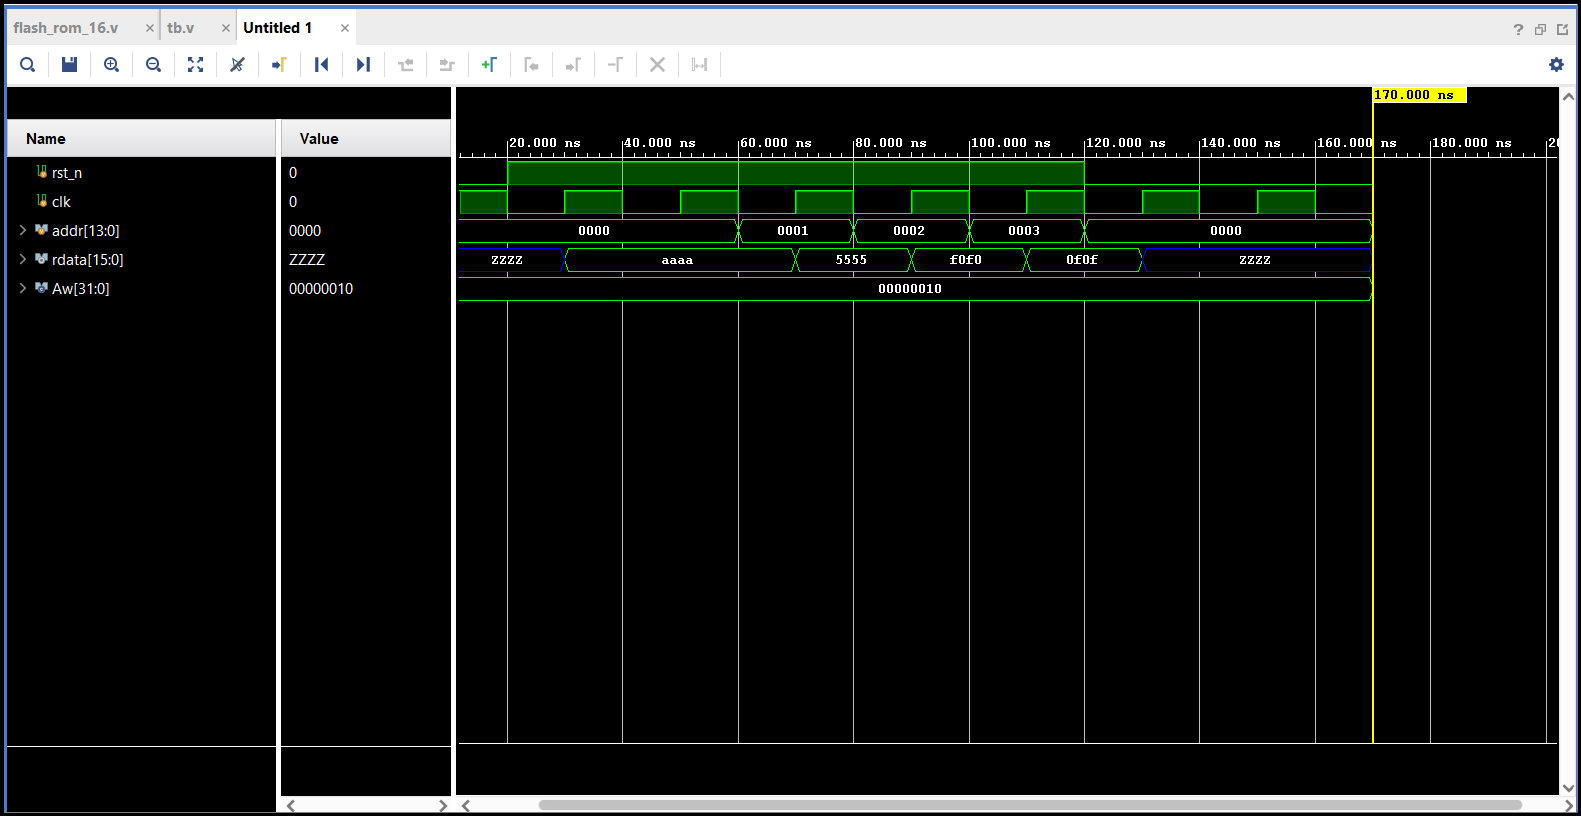 flash_rom_16.v × tb.v × Untitled 1 ×
?
170.000 ns
Name Value
20.000 ns 40.000 ns 60.000 ns 80.000 ns 100.000 ns 120.000 ns 140.000 ns 160.000 ns 180.000 ns 20
rst_n 0
clk 0
addr[13:0] 0000 0000 0001 0002 0003 0000
rdata[15:0] ZZZZ ZZZZ aaaa 5555 f0f0 0f0f ZZZZ
Aw[31:0] 00000010 00000010